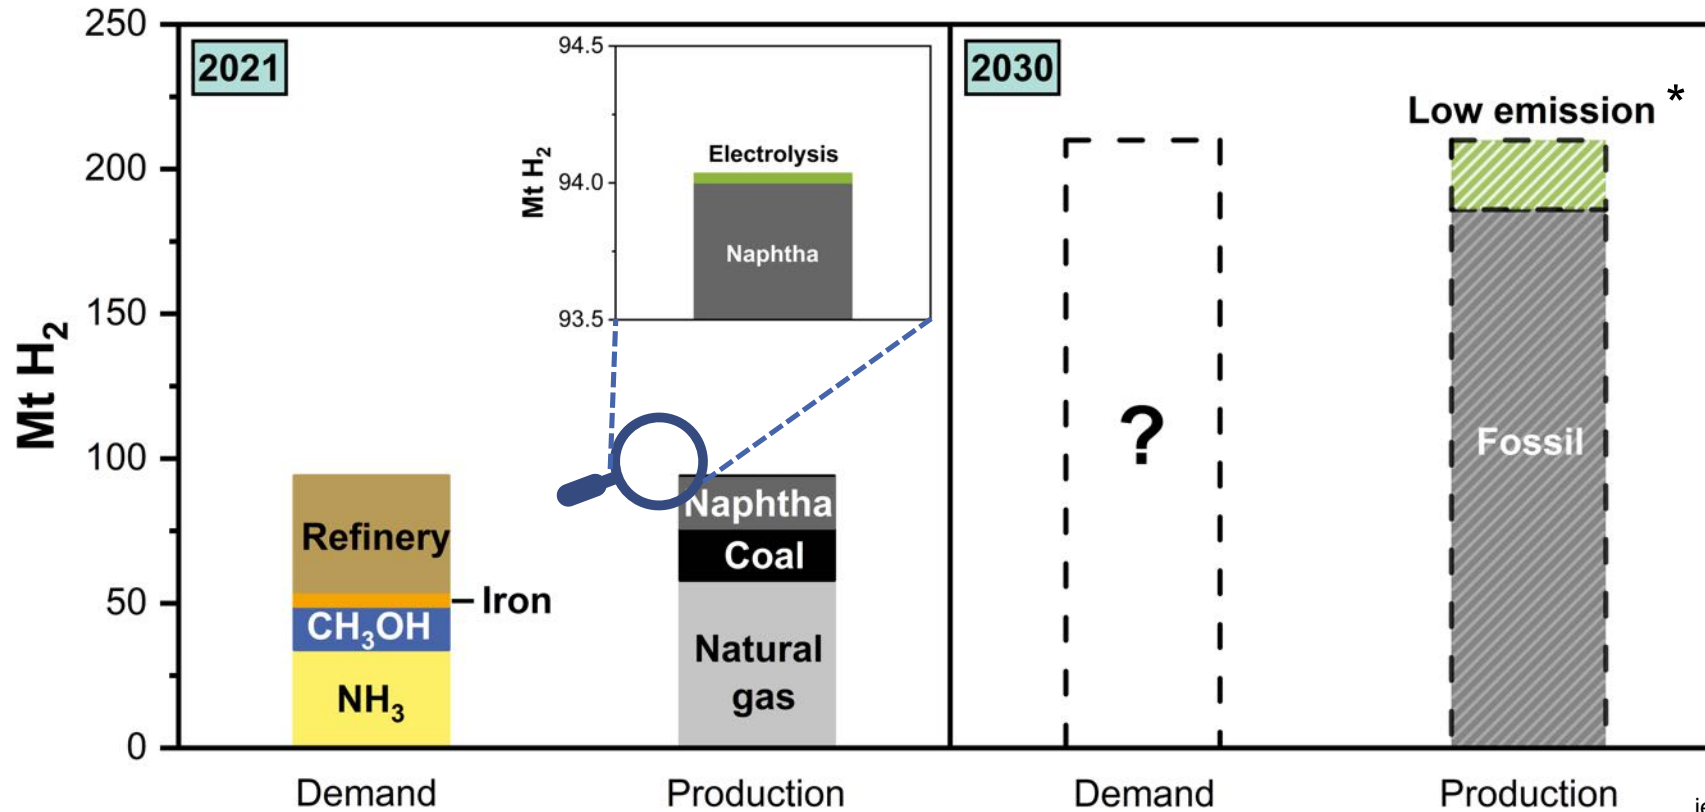 Mt H₂
250
200
150
100
50
0
2021
Refinery
Iron
CH₃OH
NH₃
Mt H₂
94.5
94.0
93.5
Electrolysis
Naphtha
Naphtha
Coal
Natural
gas
2030
?
Low emission *
Fossil
Demand
Production
Demand
Production